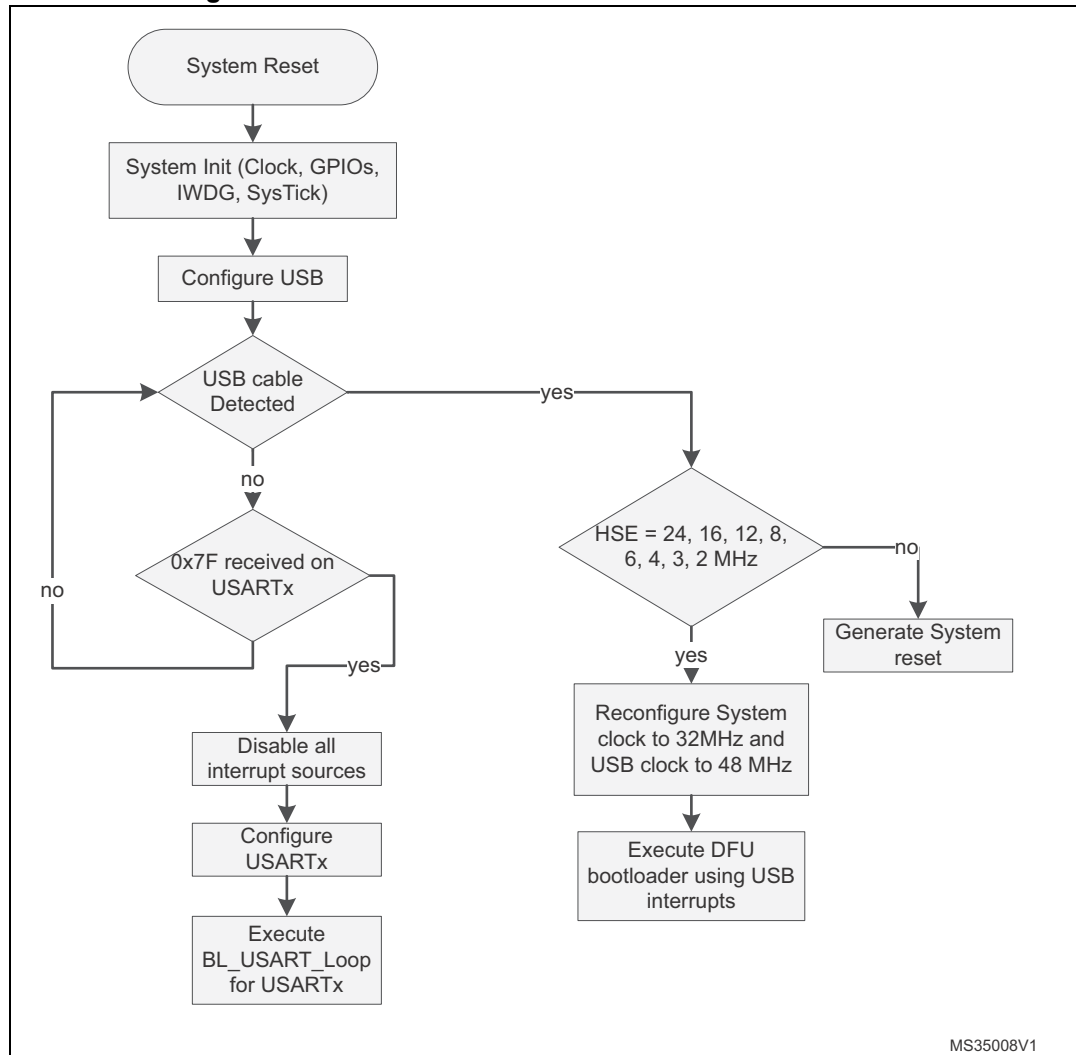 System Reset
System Init (Clock, GPIOs,
IWDG, SysTick)
Configure USB
USB cable
Detected
yes
no
0x7F received on
USARTx
no
yes
HSE = 24, 16, 12, 8,
6, 4, 3, 2 MHz
no
Generate System
reset
yes
Reconfigure System
clock to 32MHz and
USB clock to 48 MHz
Execute DFU
bootloader using USB
interrupts
Disable all
interrupt sources
Configure
USARTx
Execute
BL_USART_Loop
for USARTx
MS35008V1